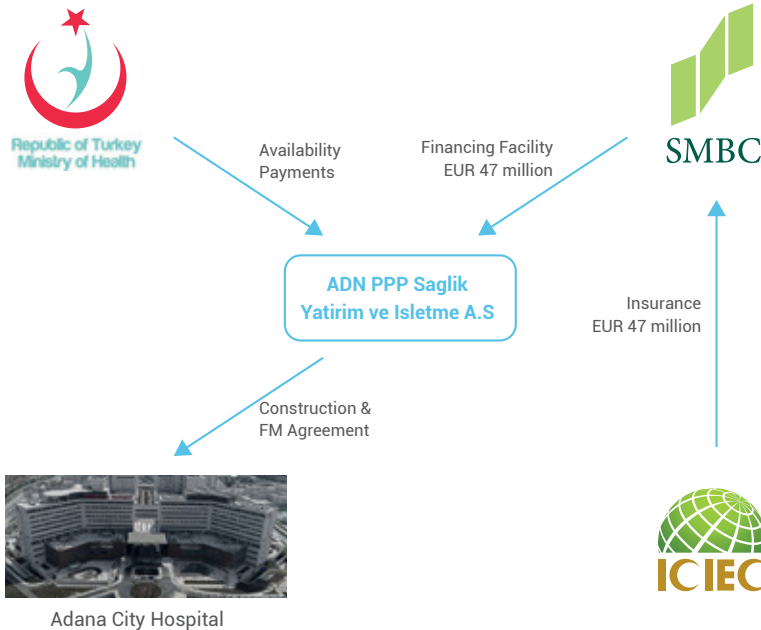 Republic of Turkey
Ministry of Health
Availability
Payments
Financing Facility
EUR 47 million
SMBC
ADN PPP Saglik
Yatirim ve Isletme A.S
Insurance
EUR 47 million
Construction &
FM Agreement
ICIEC
Adana City Hospital